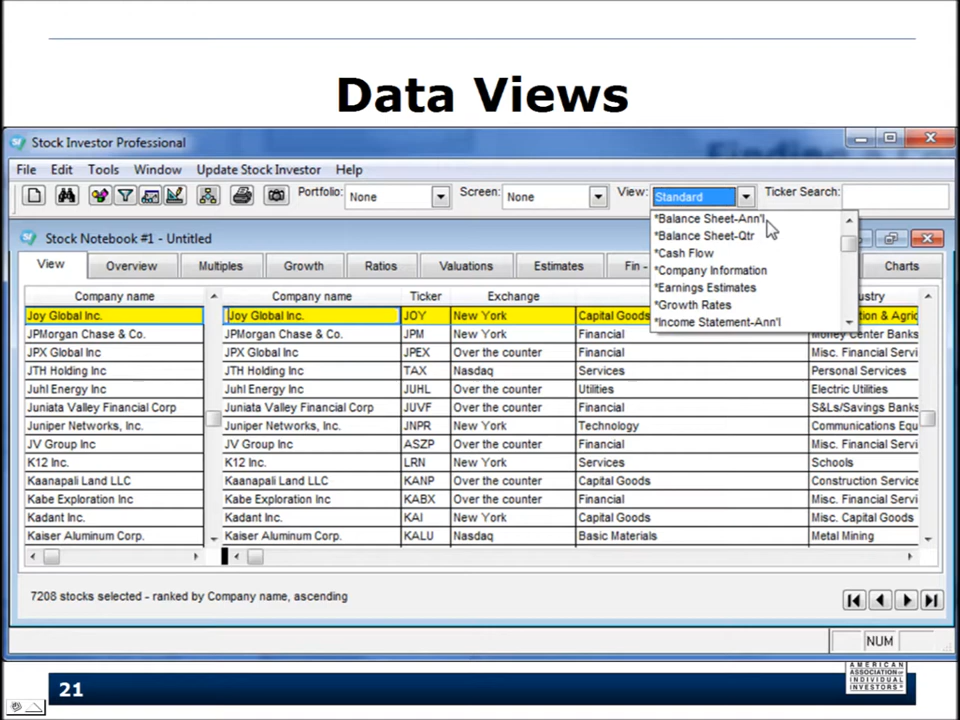 Data Views
Stock Investor Professional
File Edit Tools Window Update Stock Investor Help
Portfolio: None Screen: None View: Standard Ticker Search:
*Balance Sheet-Ann'l
*Balance Sheet-Qtr
*Cash Flow
*Company Information
*Earnings Estimates
*Growth Rates
*Income Statement-Ann'l
Stock Notebook #1 - Untitled
View Overview Multiples Growth Ratios Valuations Estimates Fin - Charts
Company name Company name Ticker Exchange ustry
Joy Global Inc. Joy Global Inc. JOY New York Capital Goods on & Agric
JPMorgan Chase & Co. JPMorgan Chase & Co. JPM New York Financial Money Center Banks
JPX Global Inc JPX Global Inc JPEX Over the counter Financial Misc. Financial Servi
JTH Holding Inc JTH Holding Inc TAX Nasdaq Services Personal Services
Juhl Energy Inc Juhl Energy Inc JUHL Over the counter Utilities Electric Utilities
Juniata Valley Financial Corp Juniata Valley Financial Corp JUVF Over the counter Financial S&Ls/Savings Banks
Juniper Networks, Inc. Juniper Networks, Inc. JNPR New York Technology Communications Equ
JV Group Inc JV Group Inc ASZP Over the counter Financial Misc. Financial Servi
K12 Inc. K12 Inc. LRN New York Services Schools
Kaanapali Land LLC Kaanapali Land LLC KANP Over the counter Capital Goods Construction Service
Kabe Exploration Inc Kabe Exploration Inc KABX Over the counter Financial Misc. Financial Servi
Kadant Inc. Kadant Inc. KAI New York Capital Goods Misc. Capital Goods
Kaiser Aluminum Corp. Kaiser Aluminum Corp. KALU Nasdaq Basic Materials Metal Mining
7208 stocks selected - ranked by Company name, ascending
NUM
21
AMERICAN
ASSOCIATION OF
INDIVIDUAL
INVESTORS